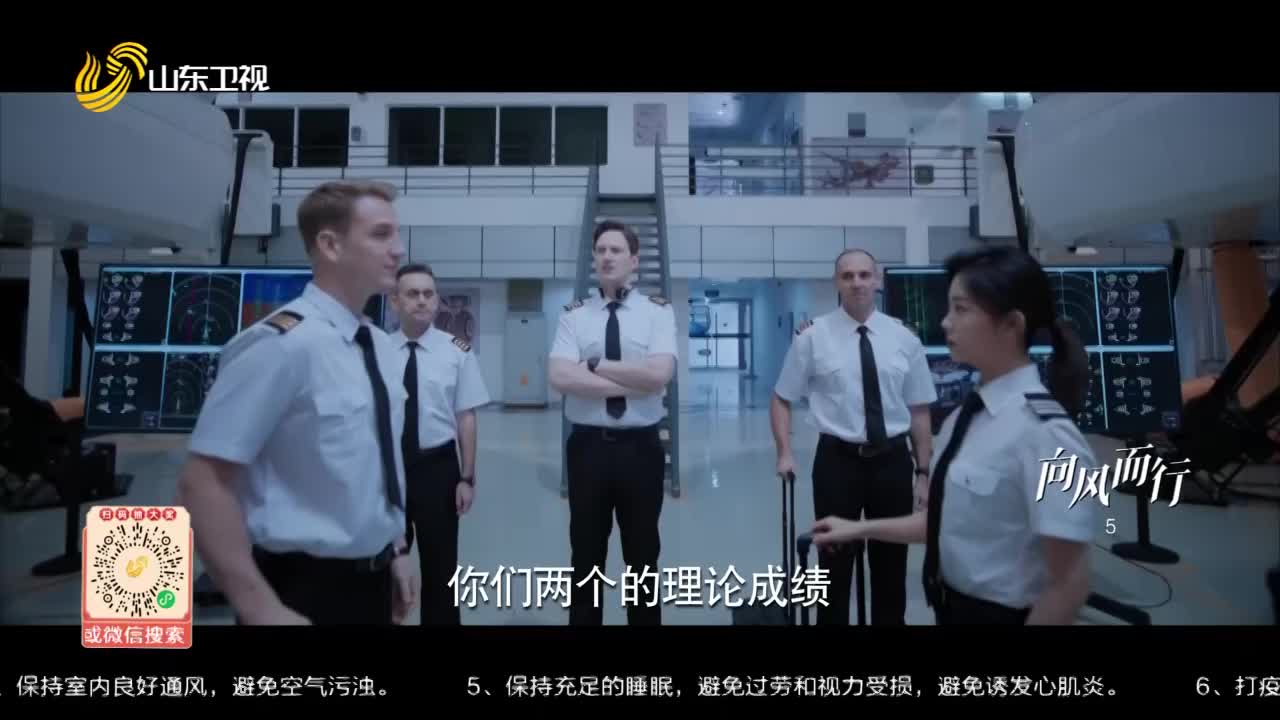 山东卫视
向风而行
5
扫码抽大奖
你们两个的理论成绩
或微信搜索
、保持室内良好通风，避免空气污浊。 5、保持充足的睡眠，避免过劳和视力受损，避免诱发心肌炎。 6、打疫